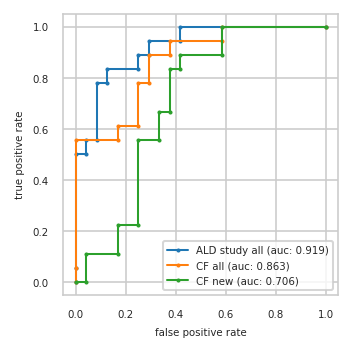 1.0
0.8
0.6
0.4
0.2
0.0
true positive rate
ALD study all (auc: 0.919)
CF all (auc: 0.863)
CF new (auc: 0.706)
0.0 0.2 0.4 0.6 0.8 1.0
false positive rate